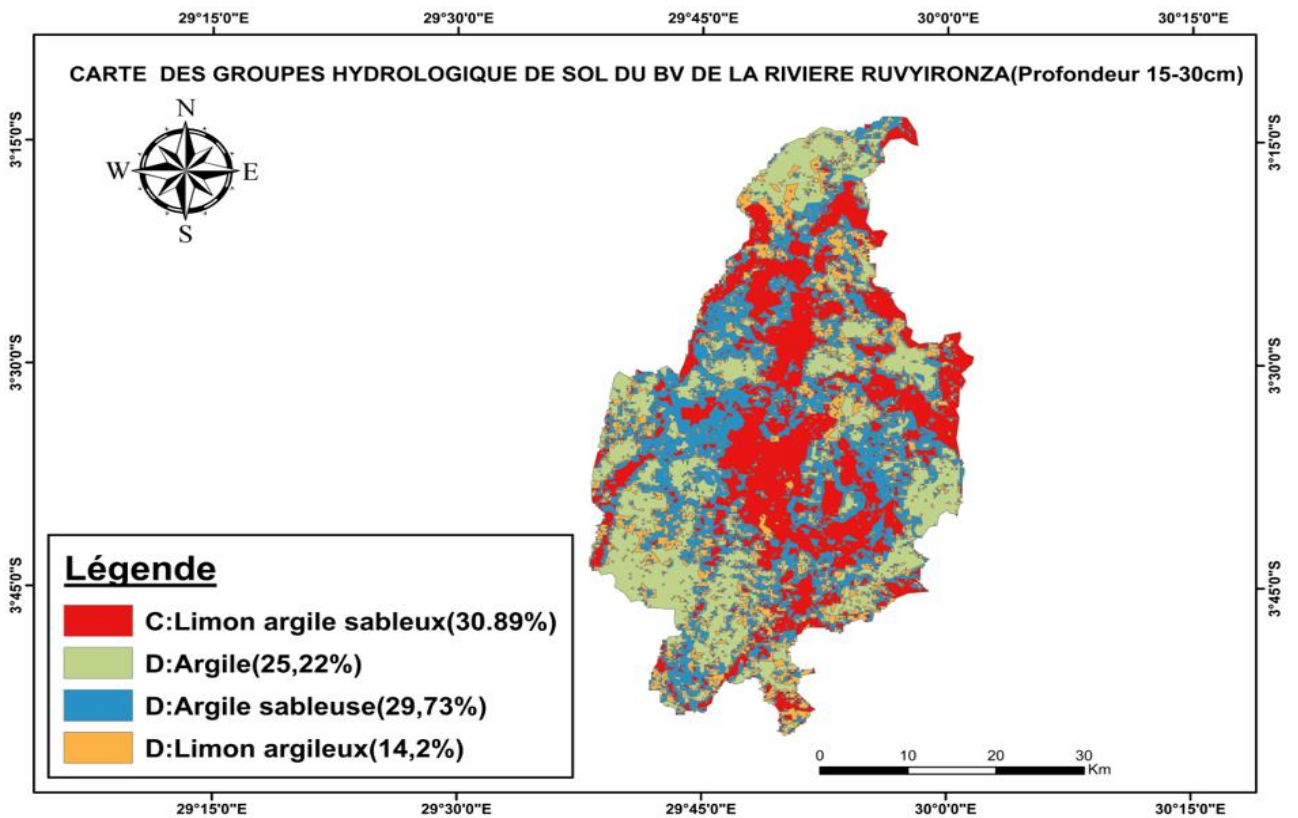 29°15'0"E 29°30'0"E 29°45'0"E 30°0'0"E 30°15'0"E
CARTE DES GROUPES HYDROLOGIQUE DE SOL DU BV DE LA RIVIERE RUVYIRONZA(Profondeur 15-30cm)
N
W E
S
3°15'0"S 3°15'0"S
3°30'0"S 3°30'0"S
3°45'0"S 3°45'0"S
Légende
C:Limon argile sableux(30.89%)
D:Argile(25,22%)
D:Argile sableuse(29,73%)
D:Limon argileux(14,2%)
0 10 20 30
Km
29°15'0"E 29°30'0"E 29°45'0"E 30°0'0"E 30°15'0"E